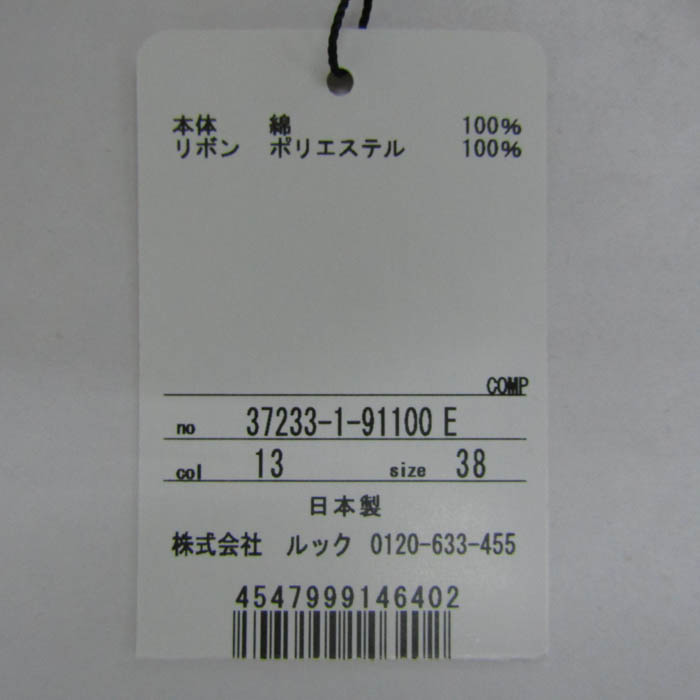 本体 綿 100%
リボン ポリエステル 100%
COMP
no 37233-1-91100 E
col 13 size 38
日本製
株式会社 ルック 0120-633-455
4547999146402